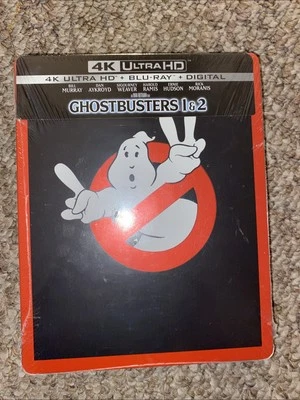 4K ULTRA HD
4K ULTRA HD + BLU-RAY + DIGITAL
BILL MURRAY DAN AYKROYD SIGOURNEY WEAVER HAROLD RAMIS ERNIE HUDSON RICK MORANIS
GHOSTBUSTERS 1&2